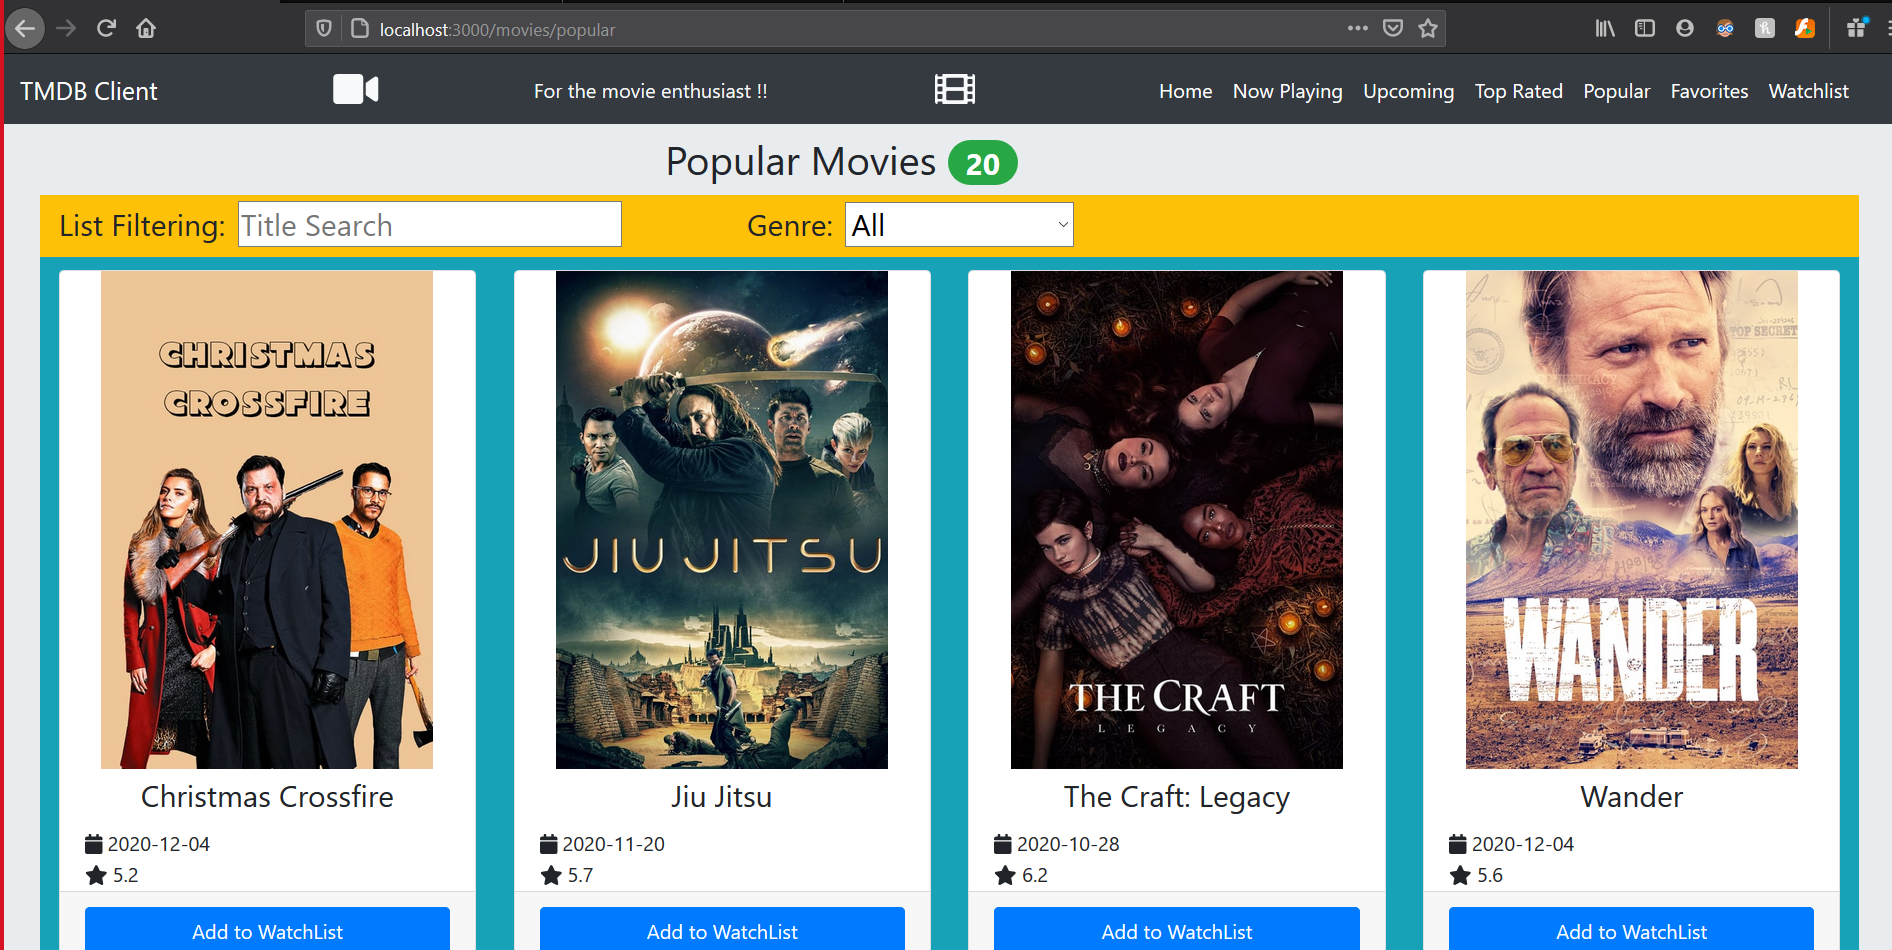 localhost:3000/movies/popular
TMDB Client
For the movie enthusiast !!
Home Now Playing Upcoming Top Rated Popular Favorites Watchlist
Popular Movies 20
List Filtering: Title Search Genre: All
CHRISTMAS
CROSSFIRE
JIU JITSU
THE CRAFT
LEGACY
TOP SECRET
WANDER
Christmas Crossfire
2020-12-04
5.2
Add to WatchList
Jiu Jitsu
2020-11-20
5.7
Add to WatchList
The Craft: Legacy
2020-10-28
6.2
Add to WatchList
Wander
2020-12-04
5.6
Add to WatchList